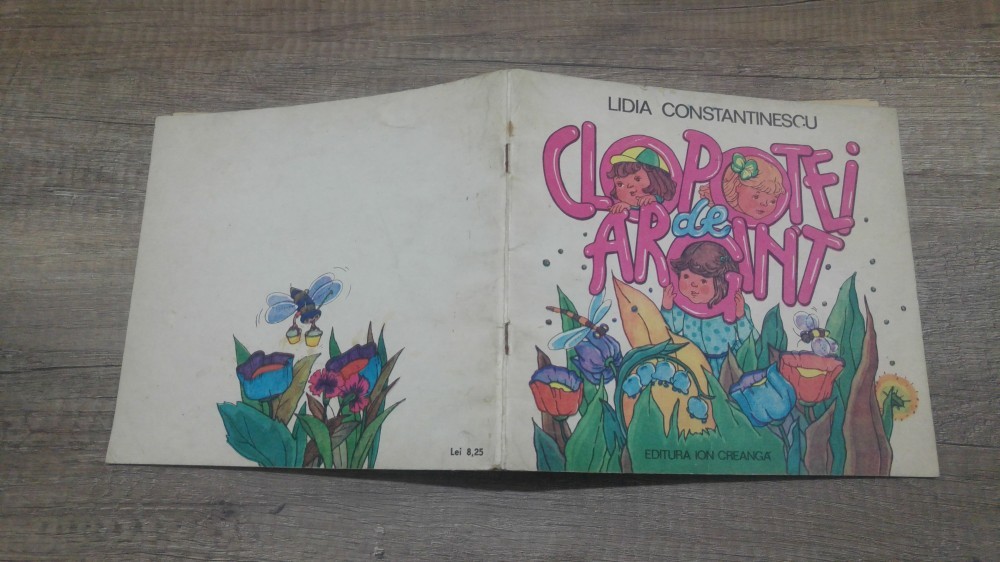 LIDIA CONSTANTINESCU
CLOPOȚEI
de
ARGINT
EDITURA ION CREANGĂ
Lei 8,25